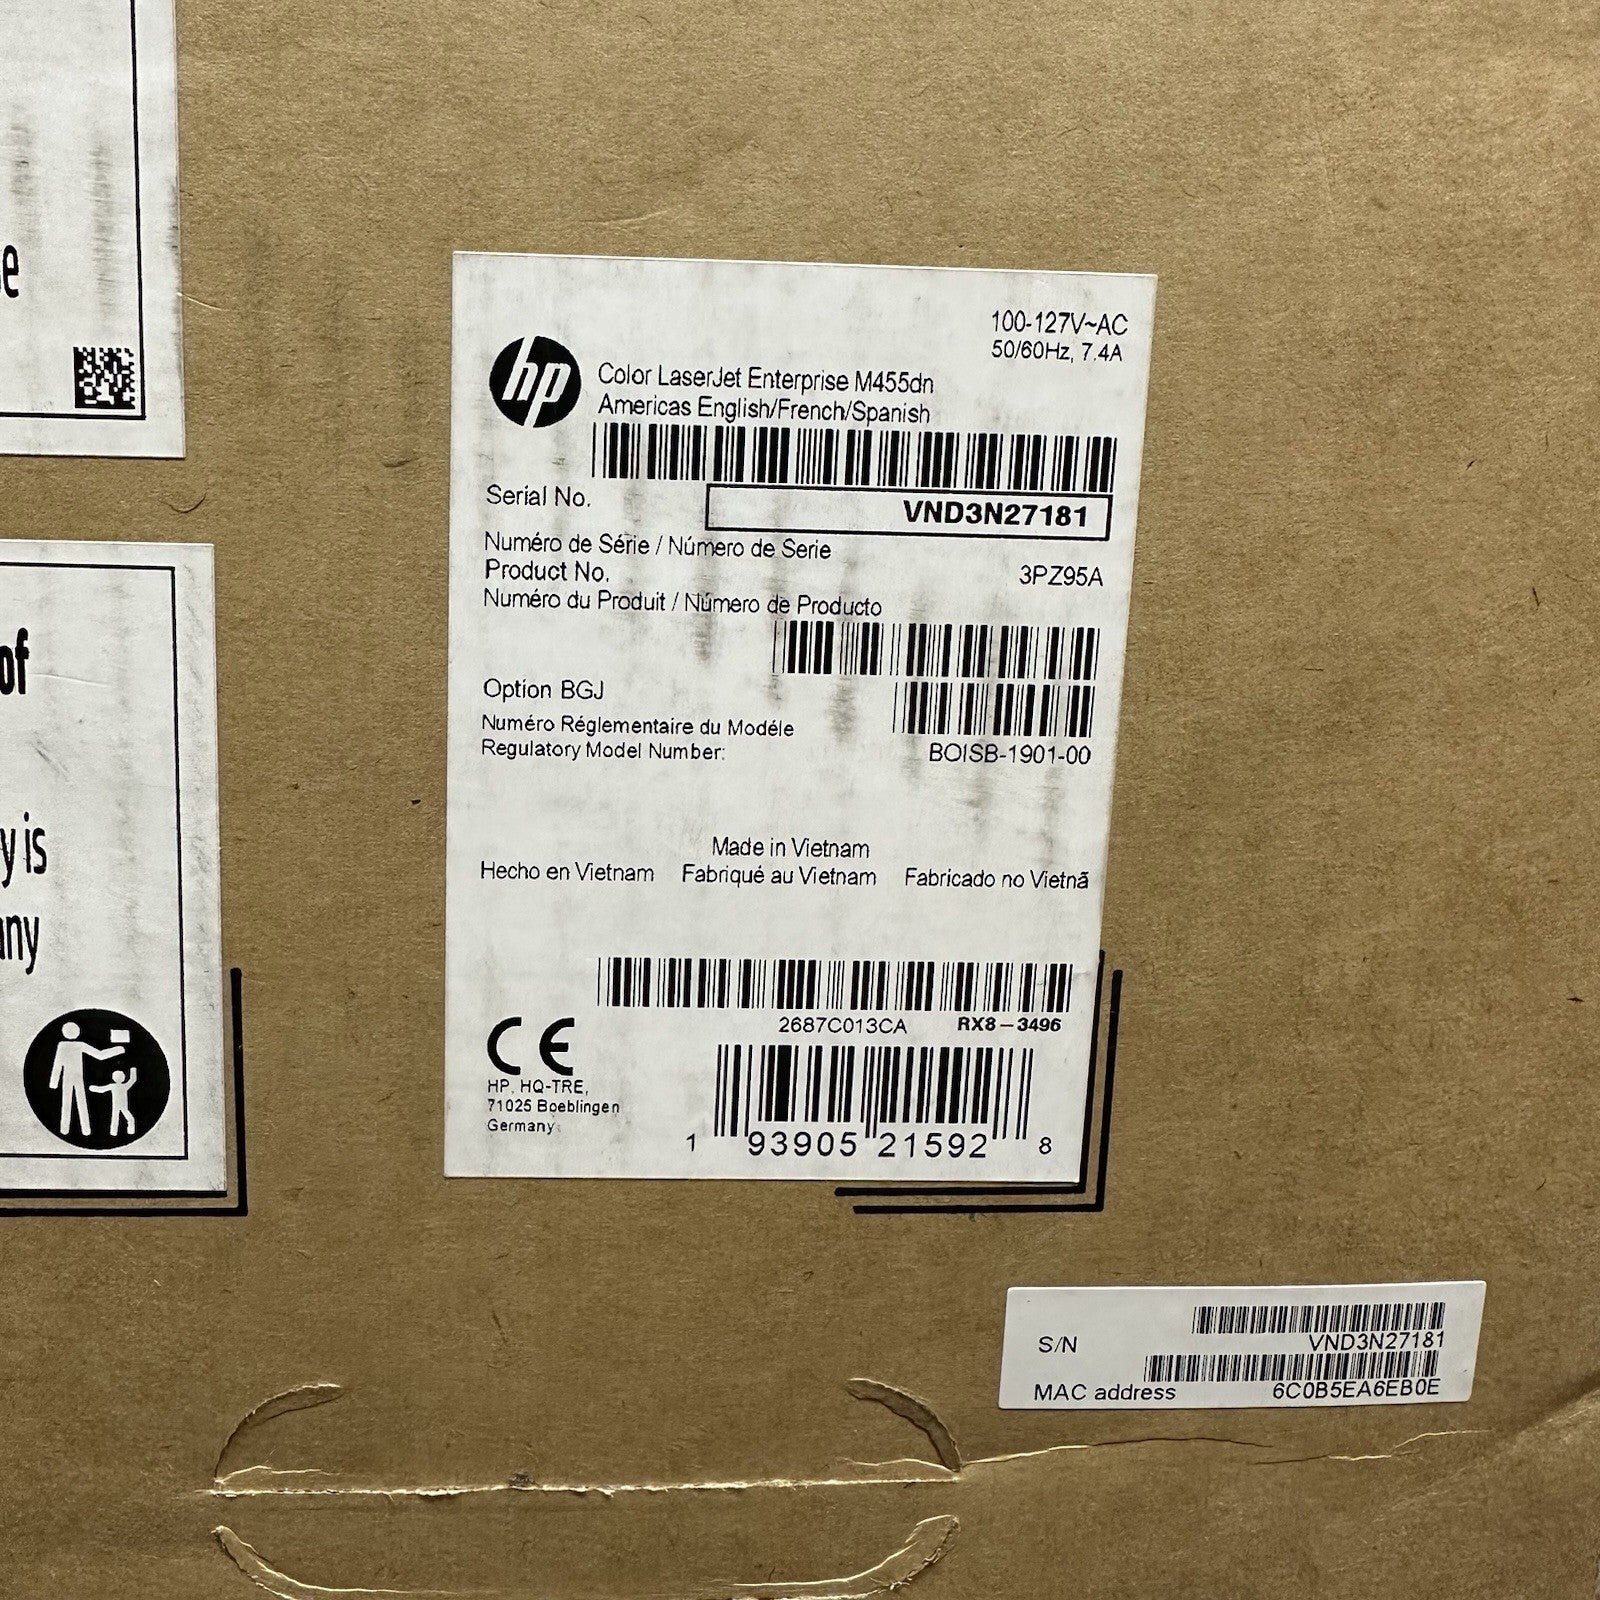 e
of
y is
any
hp
100-127V~AC
50/60Hz, 7.4A
Color LaserJet Enterprise M455dn
Americas English/French/Spanish
Serial No.
VND3N27181
Numéro de Série / Número de Serie
Product No.
3PZ95A
Numéro du Produit / Número de Producto
Option BGJ
Numéro Réglementaire du Modéle
Regulatory Model Number:
BOISB-1901-00
Made in Vietnam
Hecho en Vietnam Fabriqué au Vietnam Fabricado no Vietnã
2687C013CA RX8-3496
CE
HP, HQ-TRE,
71025 Boeblingen
Germany
1 93905 21592 8
S/N VND3N27181
MAC address 6C0B5EA6EB0E